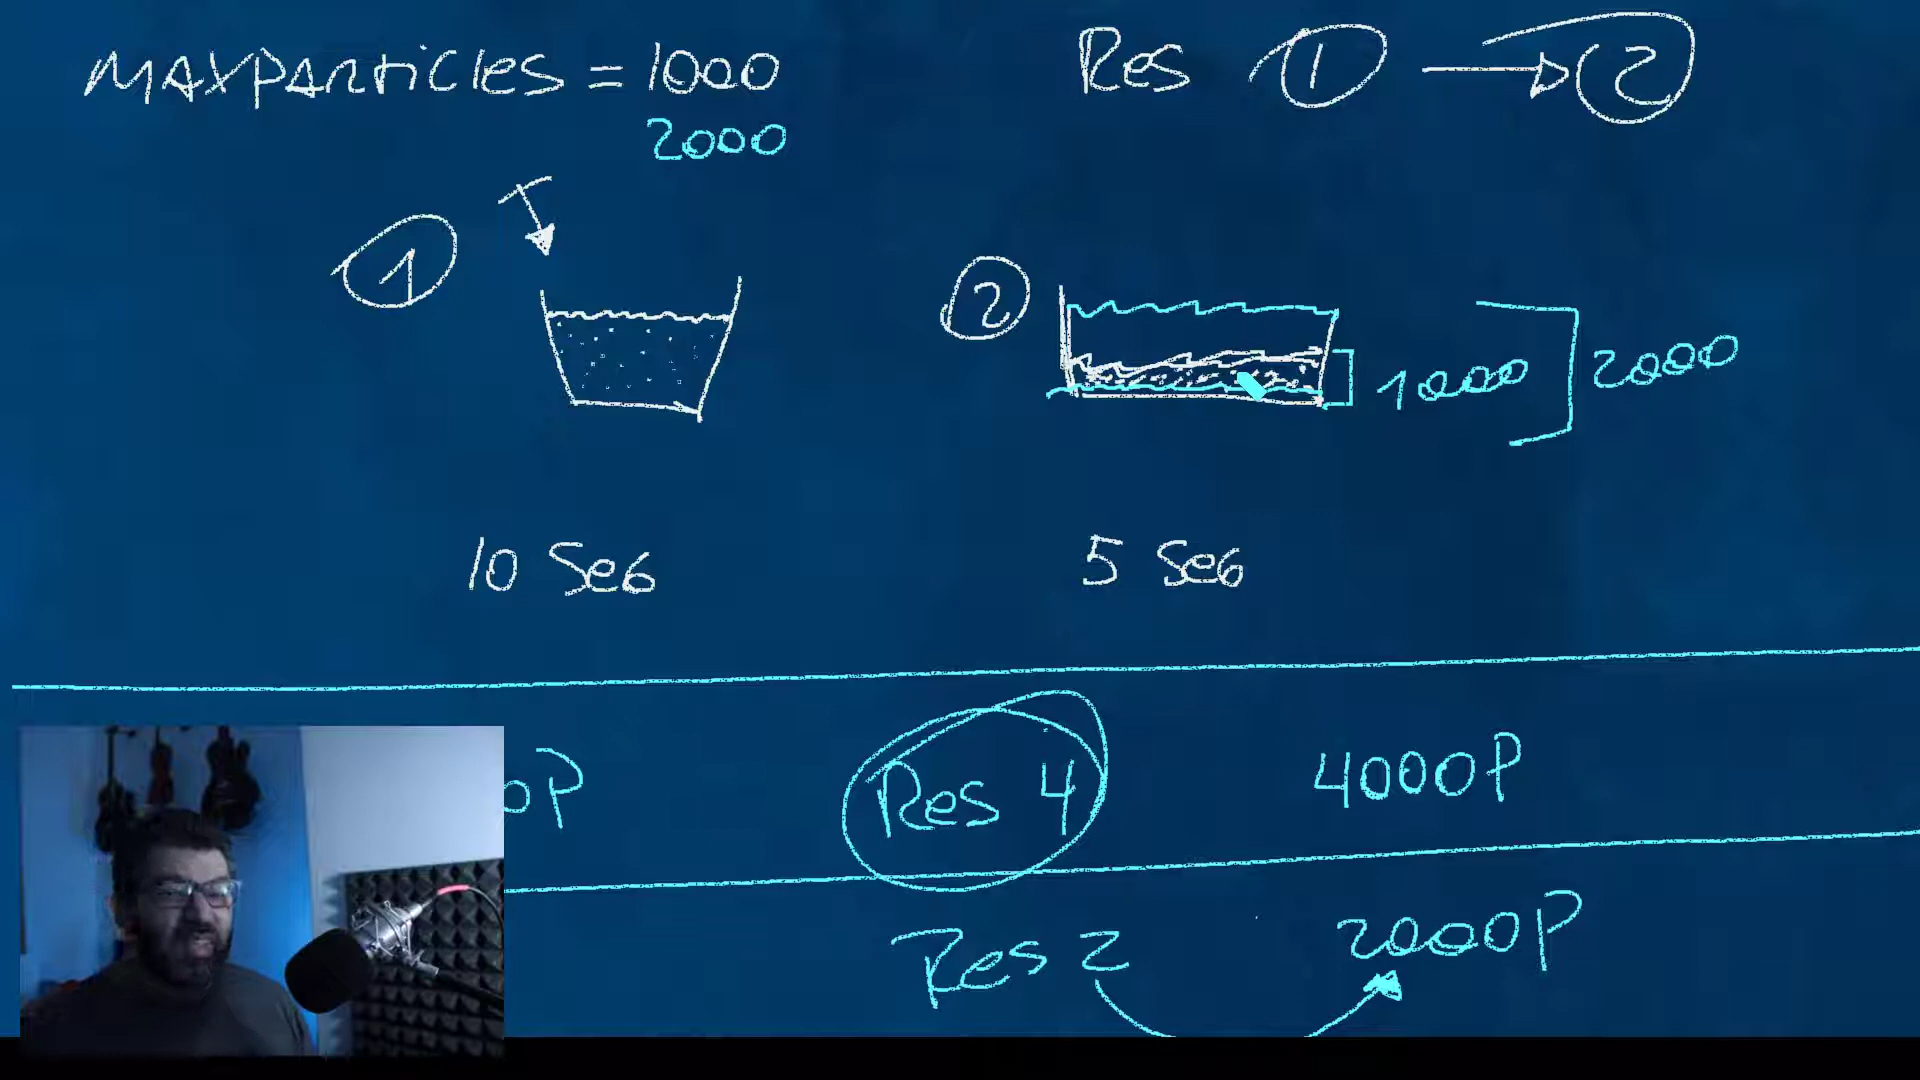 MAXPARTICLES = 1000
2000
Res 1 → 2
1
2
1000
2000
10 SEG
5 SEG
0P
Res 4
4000P
Res 2
2000P